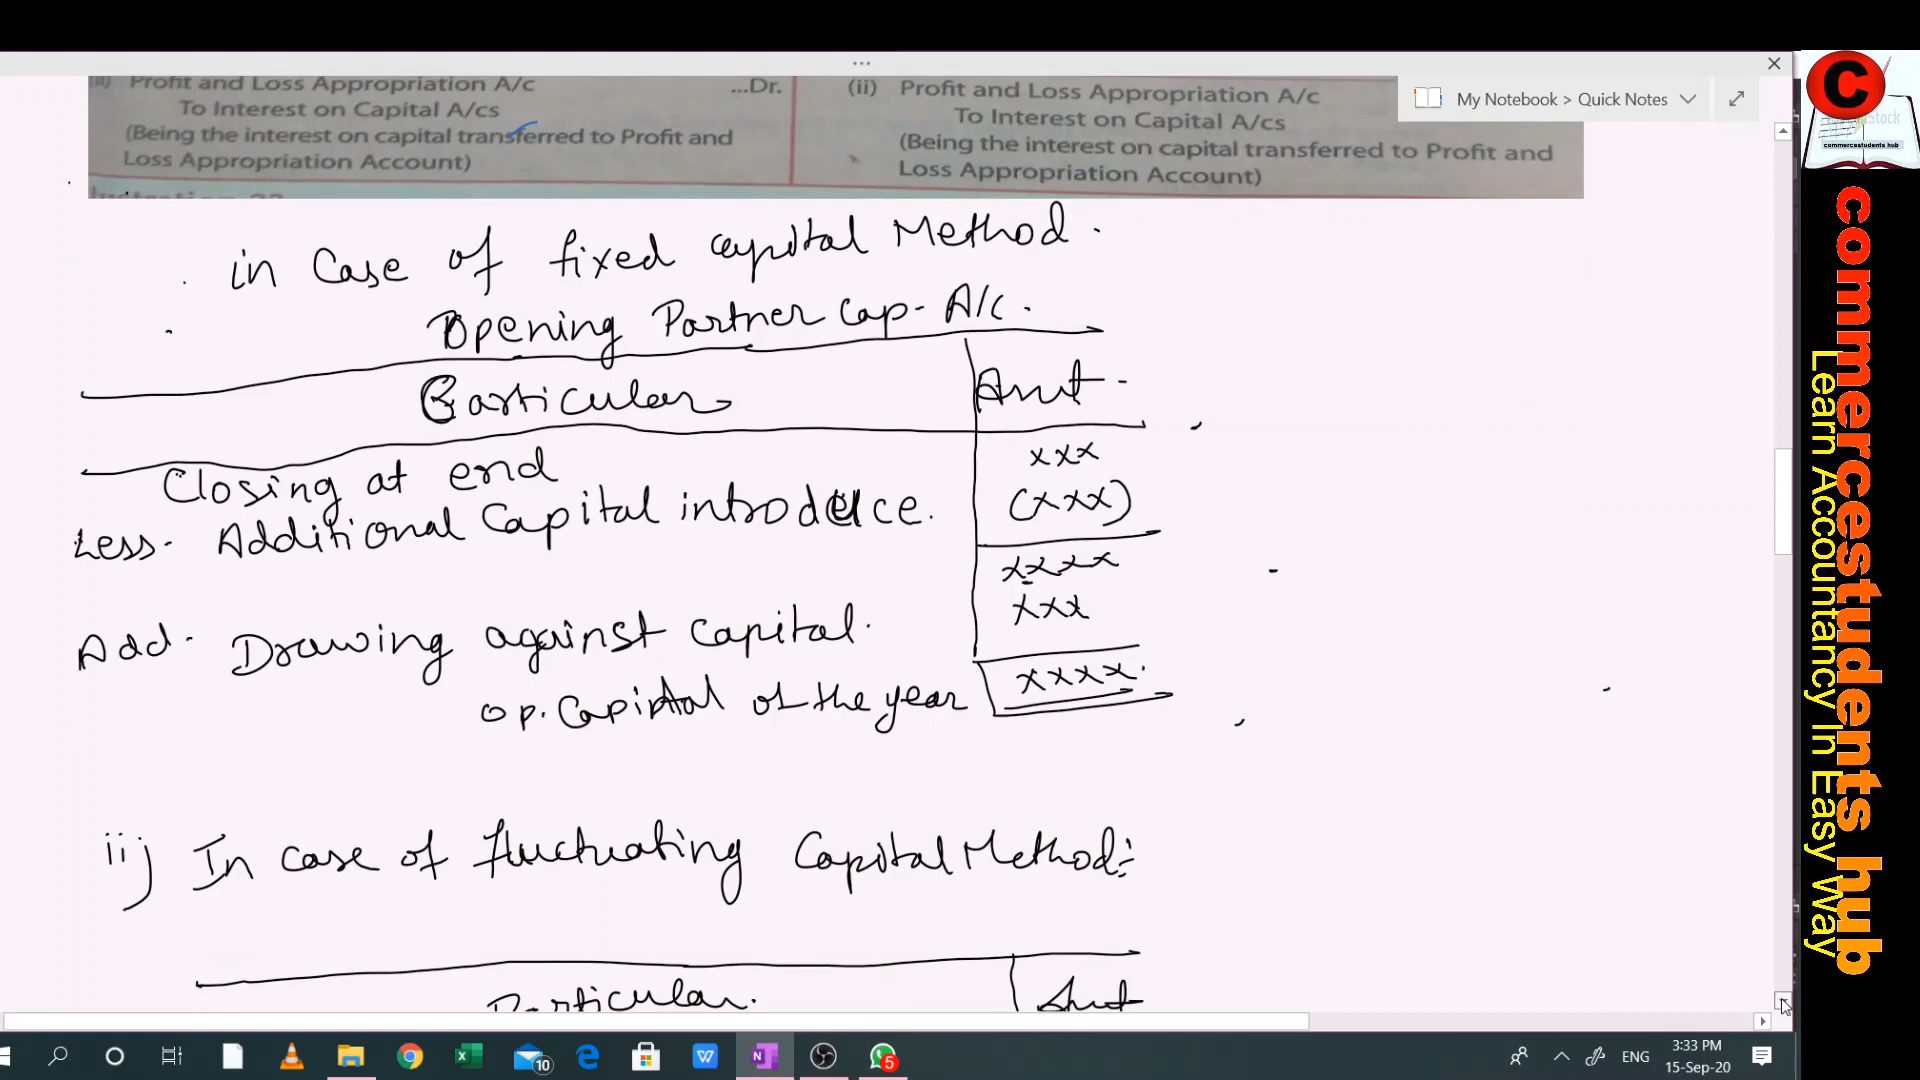 Profit and Loss Appropriation A/c ...Dr.
To Interest on Capital A/cs
(Being the interest on capital transferred to Profit and
Loss Appropriation Account)
(ii) Profit and Loss Appropriation A/c
To Interest on Capital A/cs
(Being the interest on capital transferred to Profit and
Loss Appropriation Account)
My Notebook > Quick Notes
in Case of fixed capital Method.
Opening Partner Cap. A/c.
Particular Amt.
Closing at end xxx
Less- Additional Capital introduce. (xxx)
xxxx
Add- Drawing against capital. xxx
op. Capital of the year xxxx.
ii) In case of fluctuating Capital Method:
Particular. Amt
C
commercestudents hub
commercestudents hub
Learn Accountancy In Easy Way
10
5
ENG
3:33 PM
15-Sep-20